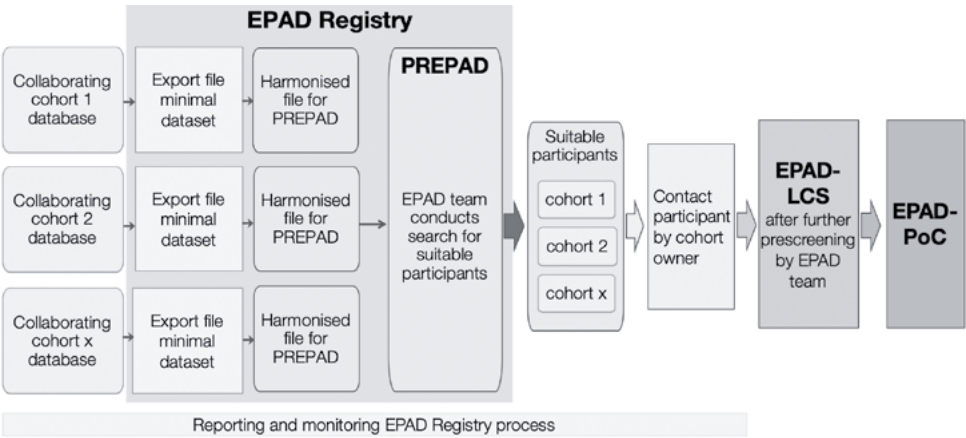 EPAD Registry
Collaborating
cohort 1
database
Export file
minimal
dataset
Harmonised
file for
PREPAD
Collaborating
cohort 2
database
Export file
minimal
dataset
Harmonised
file for
PREPAD
Collaborating
cohort x
database
Export file
minimal
dataset
Harmonised
file for
PREPAD
PREPAD
EPAD team
conducts
search for
suitable
participants
Suitable
participants
cohort 1
cohort 2
cohort x
Contact
participant
by cohort
owner
EPAD-
LCS
after further
prescreening
by EPAD
team
EPAD-
PoC
Reporting and monitoring EPAD Registry process